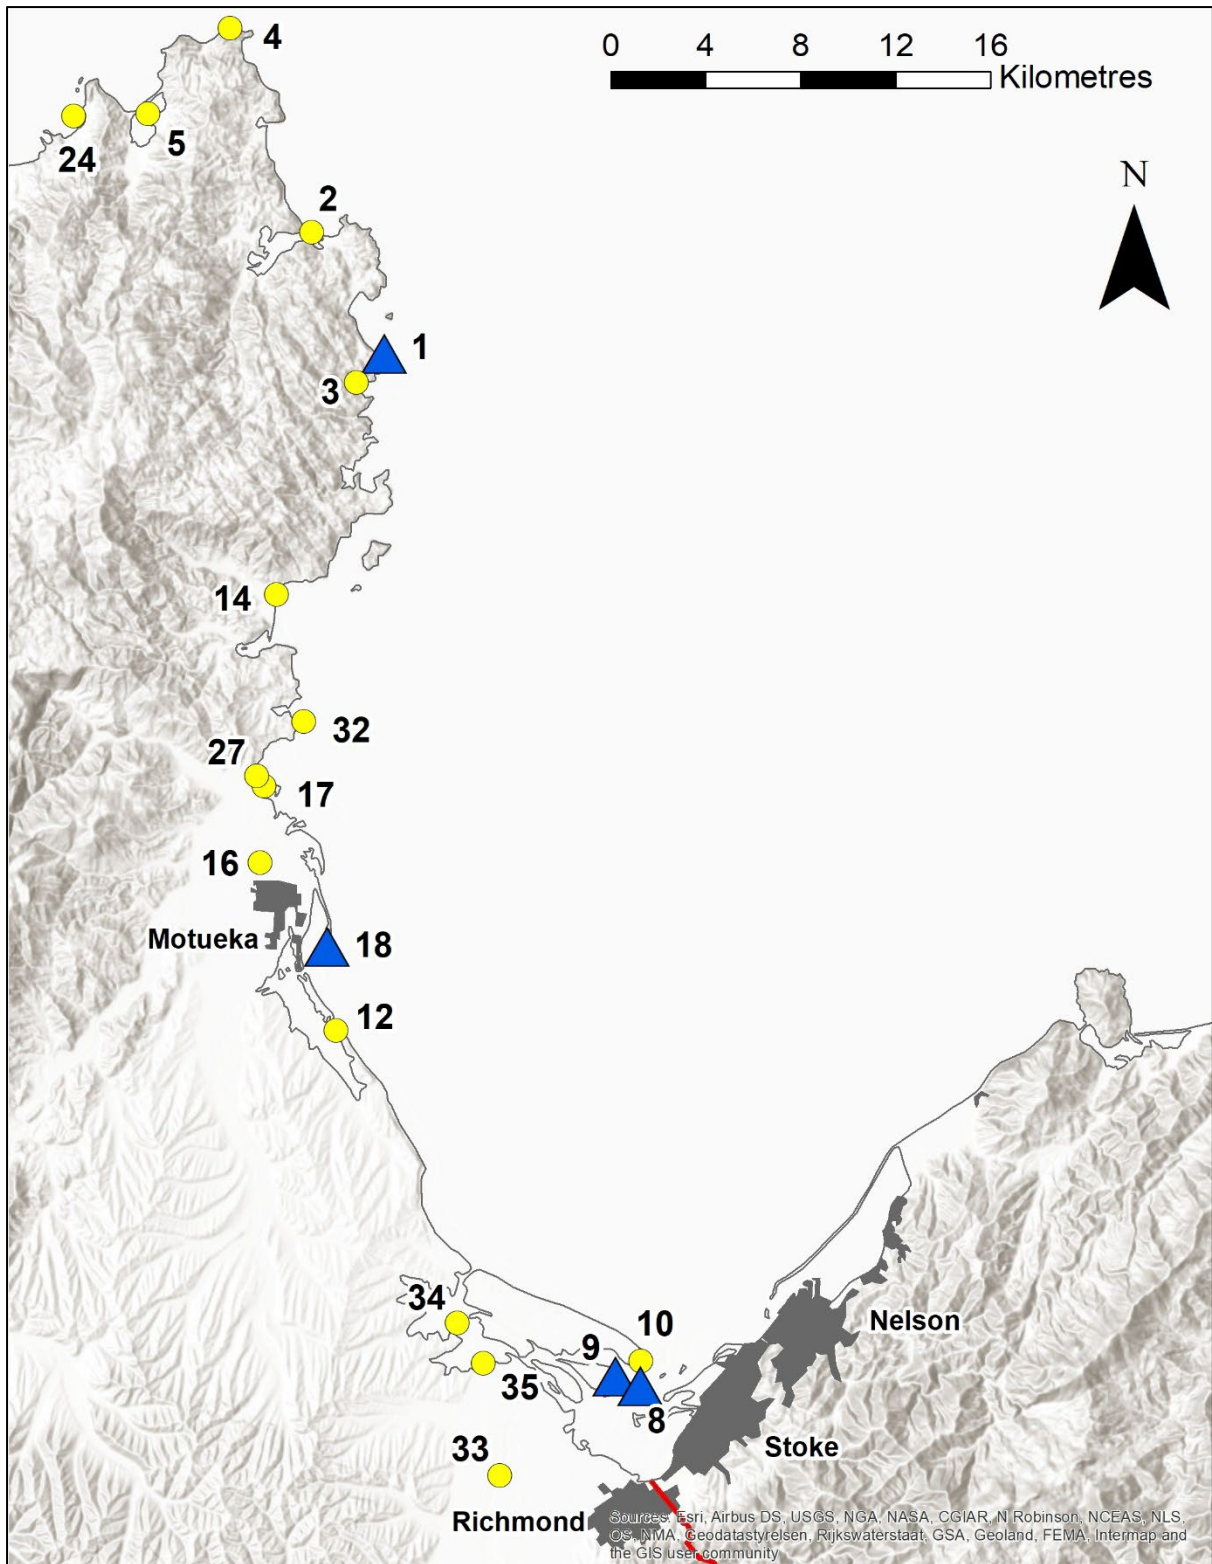 4
0 4 8 12 16
Kilometres
24
5
N
2
1
3
14
32
27
17
16
Motueka
18
12
34
10
Nelson
9
35
8
Stoke
33
Richmond
Sources: Esri, Airbus DS, USGS, NGA, NASA, CGIAR, N Robinson, NCEAS, NLS,
OS, NMA, Geodatastyrelsen, Rijkswaterstaat, GSA, Geoland, FEMA, Intermap and
the GIS user community